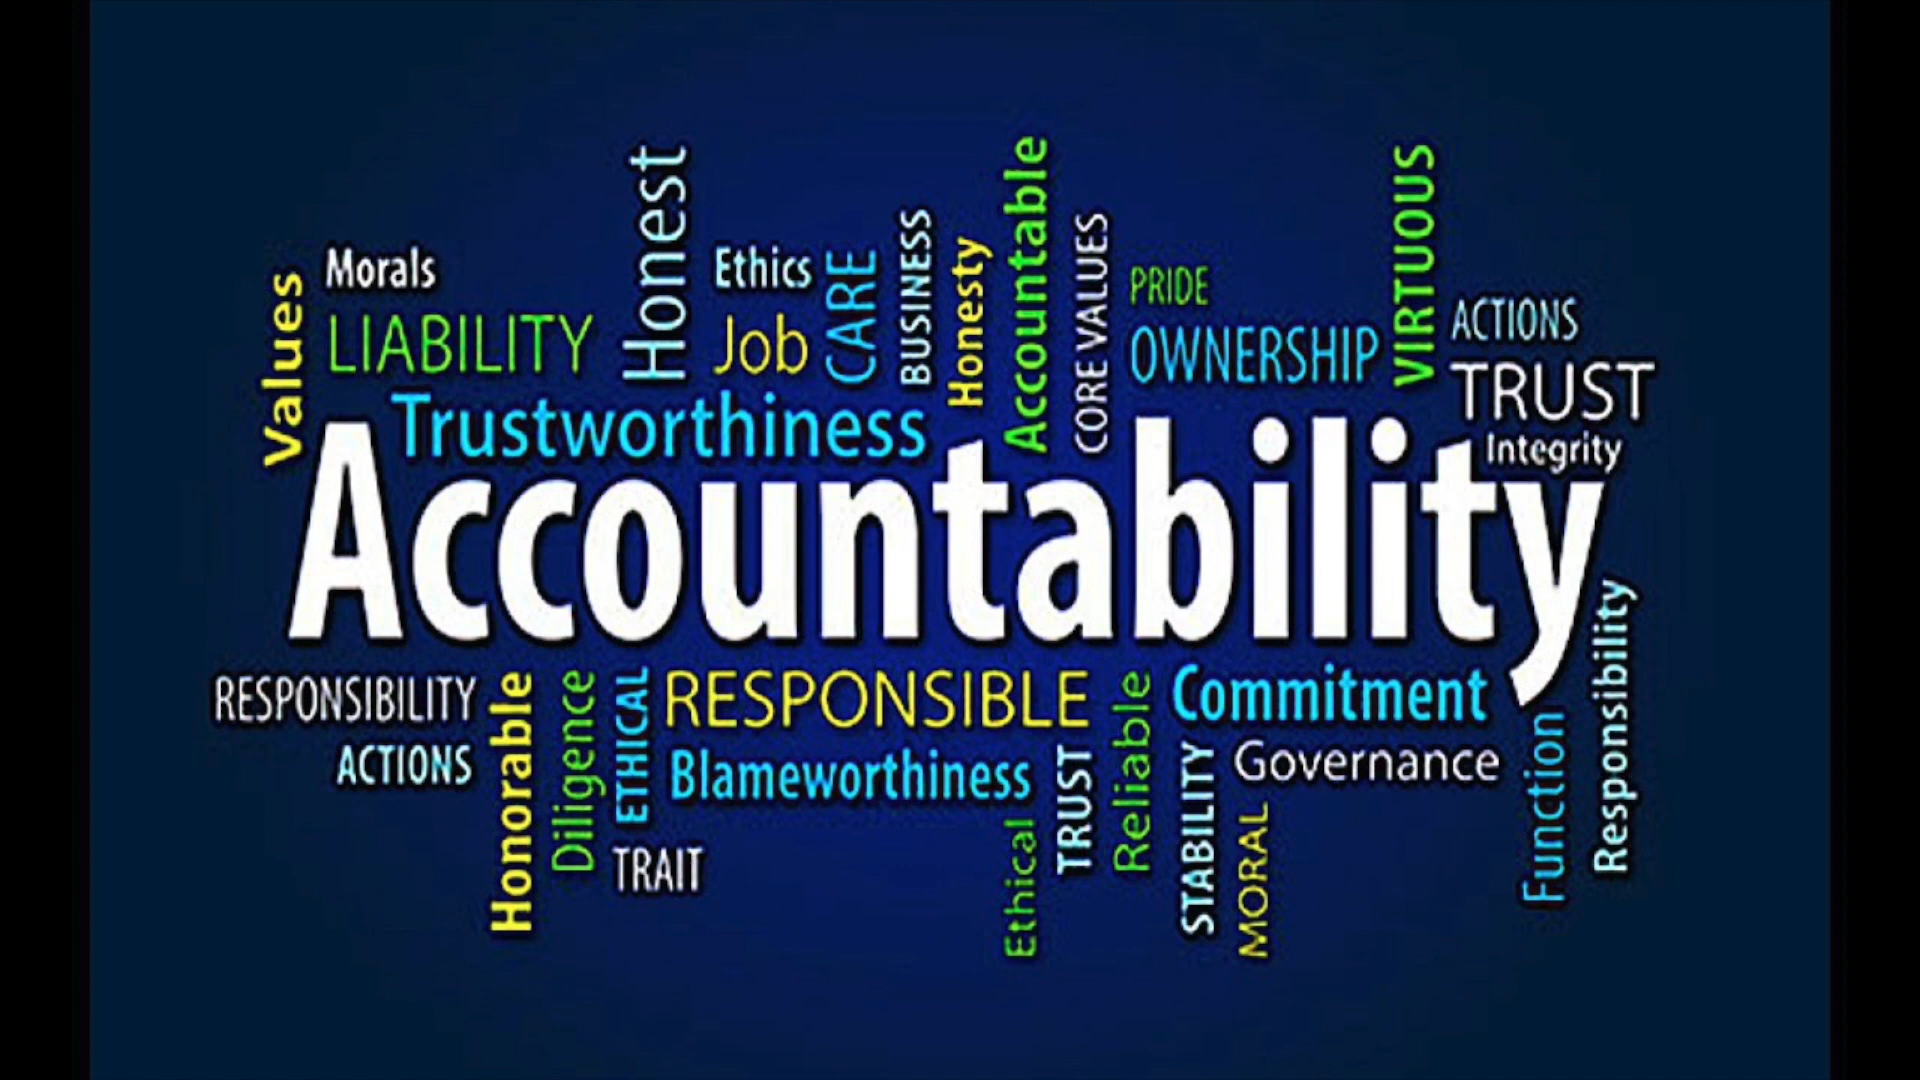 Values
Morals
LIABILITY
Honest
Ethics
Job
CARE
BUSINESS
Honesty
Accountable
CORE VALUES
PRIDE
OWNERSHIP
VIRTUOUS
ACTIONS
TRUST
Integrity
Trustworthiness
Accountability
RESPONSIBILITY
ACTIONS
Honorable
Diligence
ETHICAL
TRAIT
RESPONSIBLE
Blameworthiness
Ethical
TRUST
Reliable
Commitment
STABILITY
Governance
MORAL
Function
Responsibility